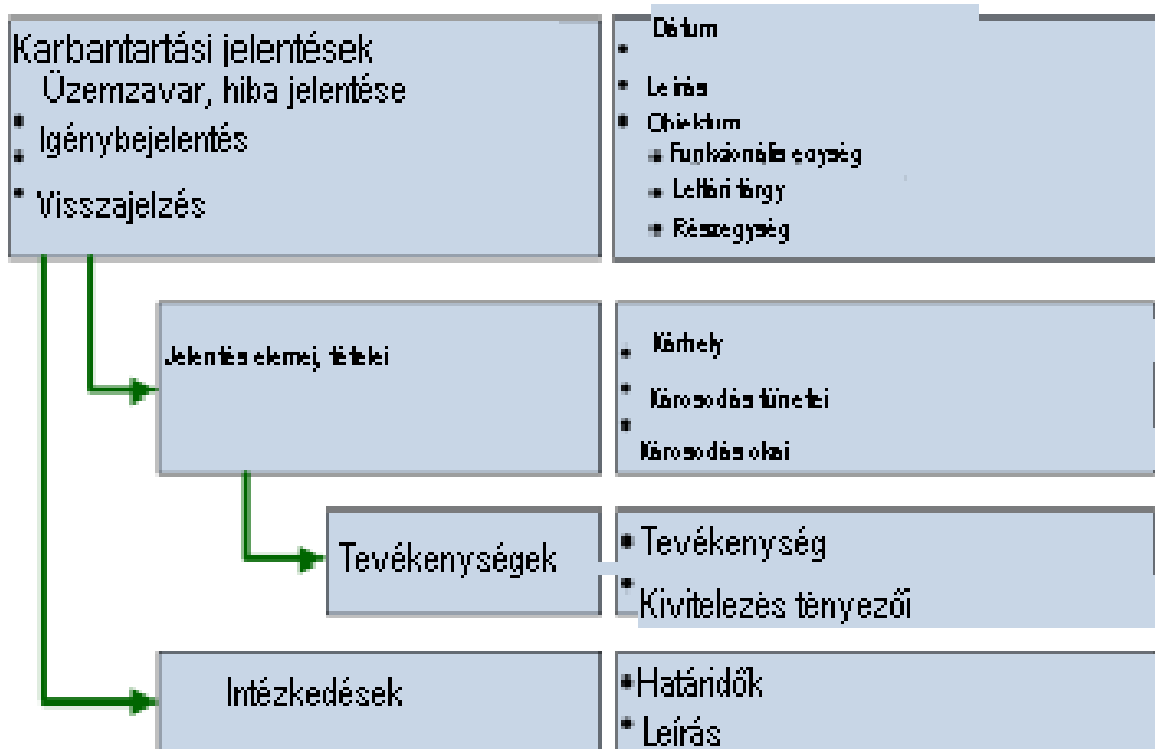 Karbantartási jelentések
Üzemzavar, hiba jelentése
Igénybejelentés
Visszajelzés
Dátum
Leírás
Objektum
Funkcionális egység
Leltári tárgy
Részegység
Jelentés elemei, tételei
Kárhely
Károsodás tünetei
Károsodás okai
Tevékenységek
Tevékenység
Kivitelezés tényezői
Intézkedések
Határidők
Leírás